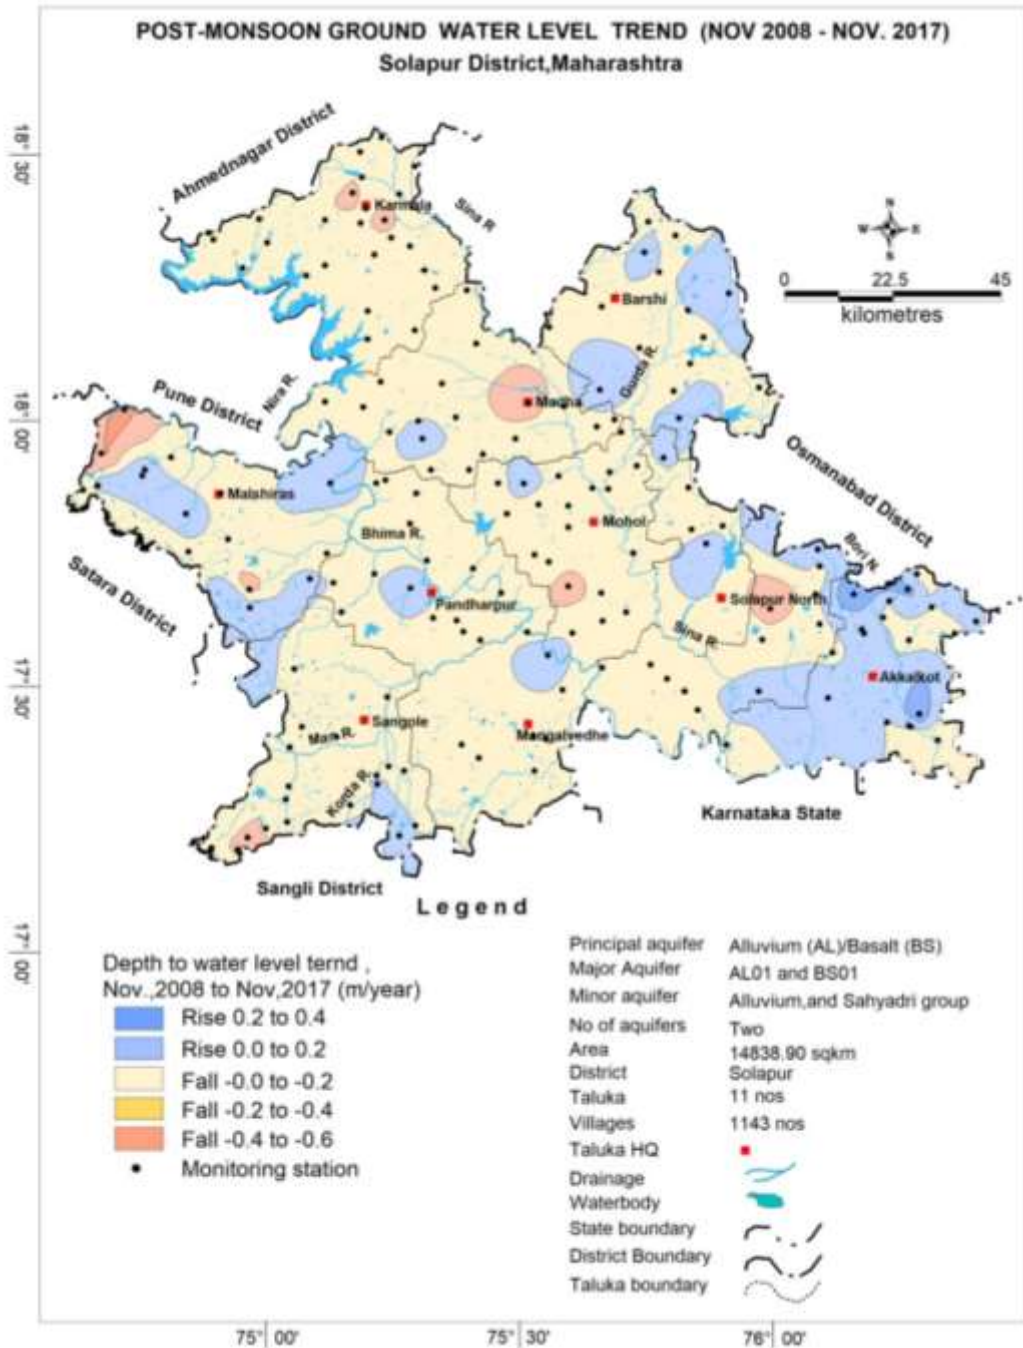 POST-MONSOON GROUND WATER LEVEL TREND (NOV 2008 - NOV. 2017)
Solapur District,Maharashtra
18° 30'
Ahmednagar District
Karmala
Sina R
N
W E
S
0 22.5 45
kilometres
Barshi
Gorda R.
Nira R.
Pune District
Madha
18° 00'
Osmanabad District
Malshiras
Mohol
Bhima R.
Bori N.
Satara District
Pandharpur
Solapur North
Sina R.
17° 30'
Akkalkot
Sangole
Man R.
Mangalvedhe
Korda R.
Karnataka State
Sangli District
Legend
17° 00'
Depth to water level ternd ,
Nov.,2008 to Nov,2017 (m/year)
Rise 0.2 to 0.4
Rise 0.0 to 0.2
Fall -0.0 to -0.2
Fall -0.2 to -0.4
Fall -0.4 to -0.6
Monitoring station
Principal aquifer Alluvium (AL)/Basalt (BS)
Major Aquifer AL01 and BS01
Minor aquifer Alluvium,and Sahyadri group
No of aquifers Two
Area 14838.90 sqkm
District Solapur
Taluka 11 nos
Villages 1143 nos
Taluka HQ
Drainage
Waterbody
State boundary
District Boundary
Taluka boundary
75° 00' 75° 30' 76° 00'